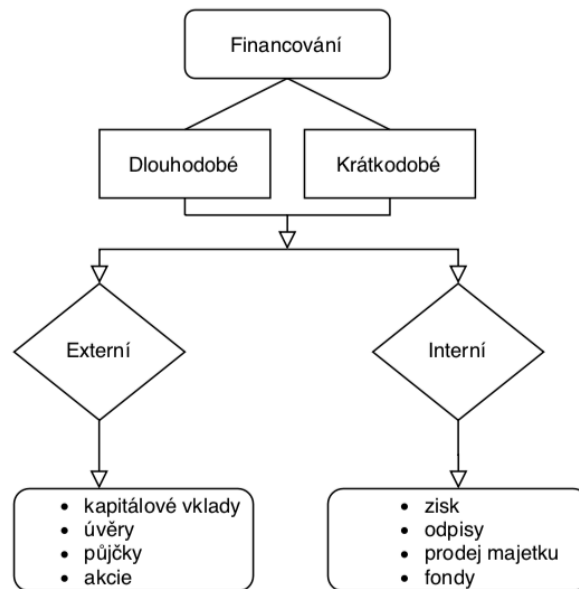 Financování
Dlouhodobé
Krátkodobé
Externí
Interní
• kapitálové vklady
• úvěry
• půjčky
• akcie
• zisk
• odpisy
• prodej majetku
• fondy